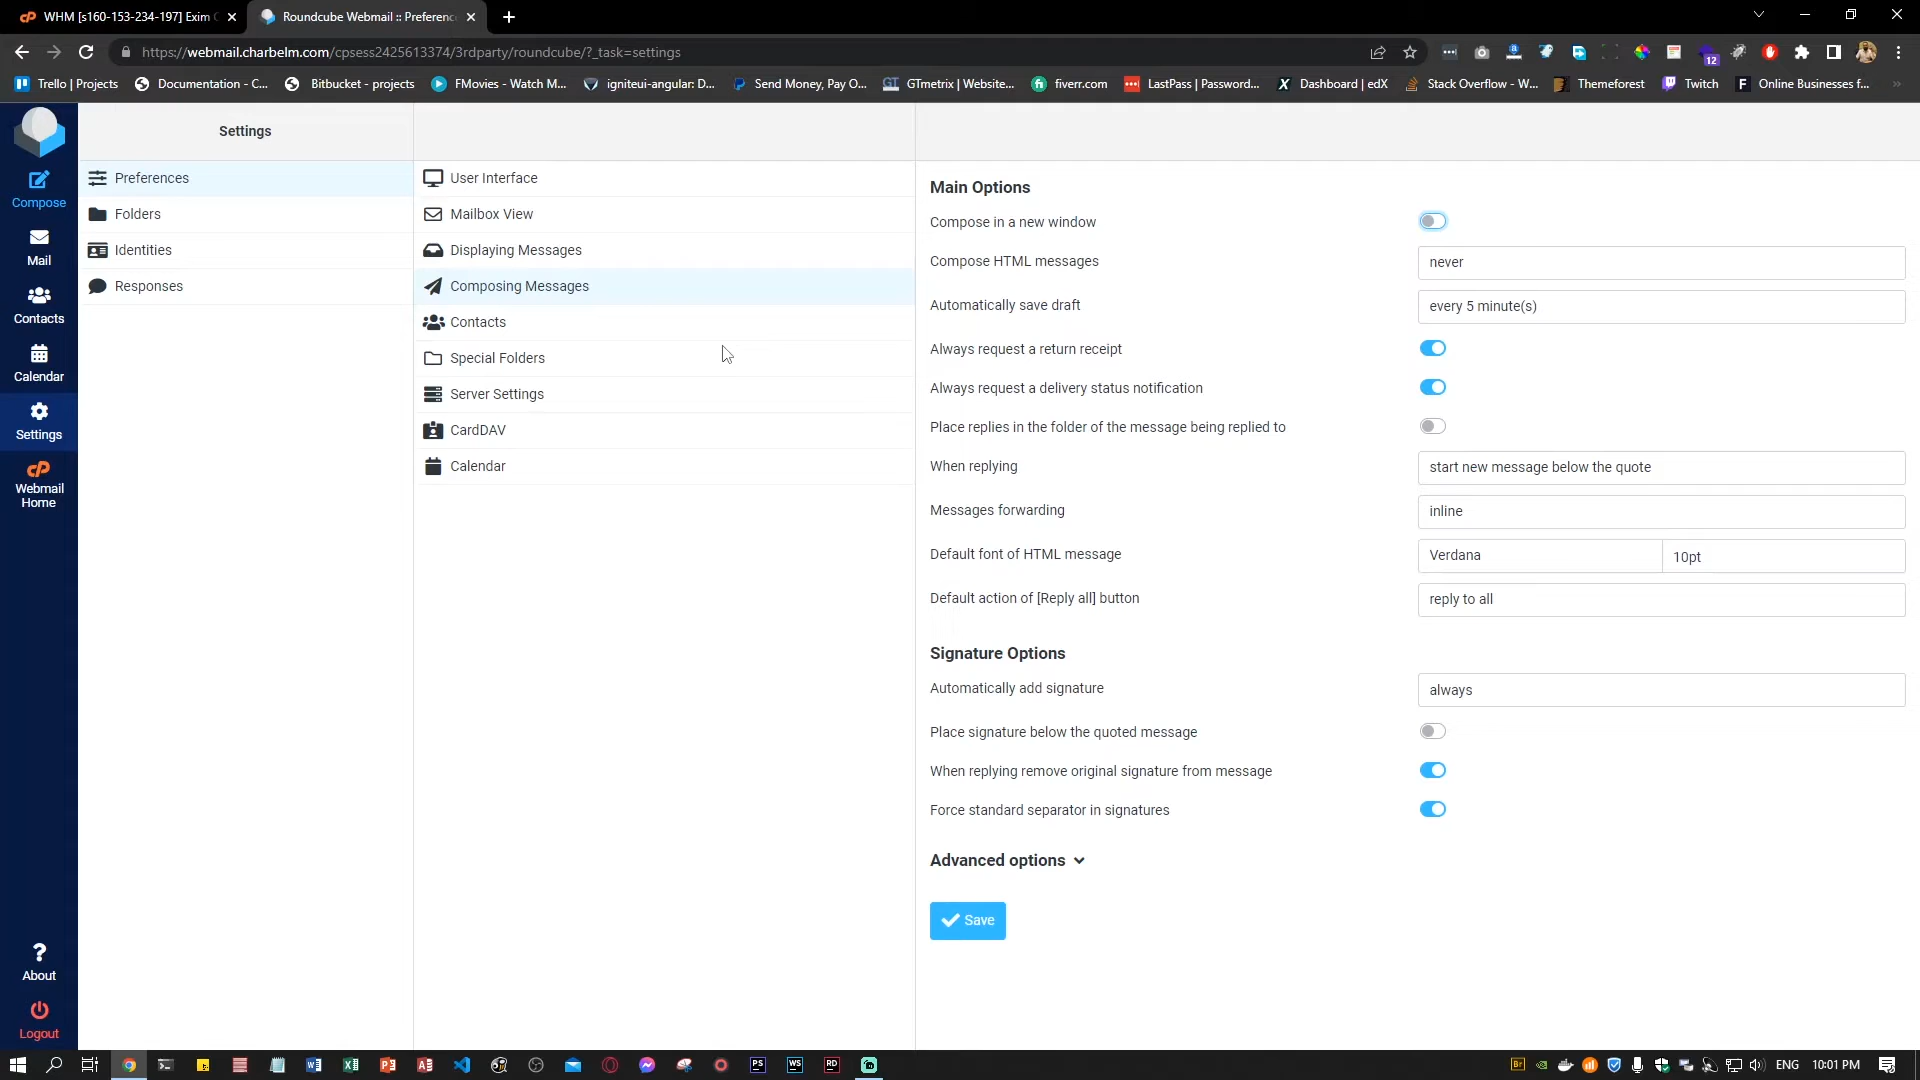 WHM [s160-153-234-197] Exim
Roundcube Webmail :: Preferenc
https://webmail.charbelm.com/cpsess2425613374/3rdparty/roundcube/?_task=settings
12
Trello | Projects
Documentation - C...
Bitbucket - projects
FMovies - Watch M...
igniteui-angular: D...
Send Money, Pay O...
GTmetrix | Website...
fiverr.com
LastPass | Password...
Dashboard | edX
Stack Overflow - W...
Themeforest
Twitch
Online Businesses f...
Compose
Mail
Contacts
Calendar
Settings
Webmail
Home
About
Logout
Settings
Preferences
Folders
Identities
Responses
User Interface
Mailbox View
Displaying Messages
Composing Messages
Contacts
Special Folders
Server Settings
CardDAV
Calendar
Main Options
Compose in a new window
Compose HTML messages never
Automatically save draft every 5 minute(s)
Always request a return receipt
Always request a delivery status notification
Place replies in the folder of the message being replied to
When replying start new message below the quote
Messages forwarding inline
Default font of HTML message Verdana 10pt
Default action of [Reply all] button reply to all
Signature Options
Automatically add signature always
Place signature below the quoted message
When replying remove original signature from message
Force standard separator in signatures
Advanced options
Save
ENG 10:01 PM